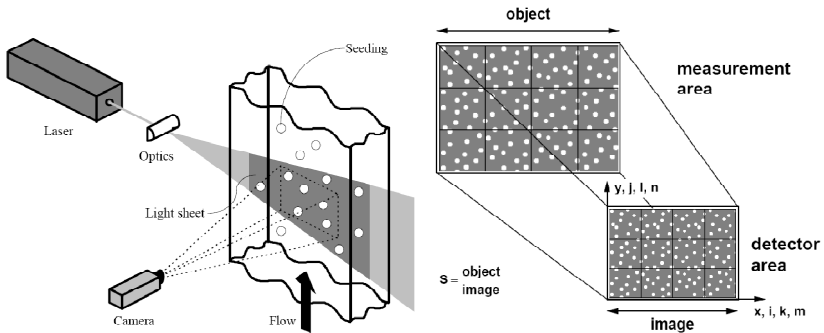 Seeding
Laser
Optics
Light sheet
Camera
Flow
object
measurement
area
y, j, l, n
detector
area
S = object
image
x, i, k, m
image